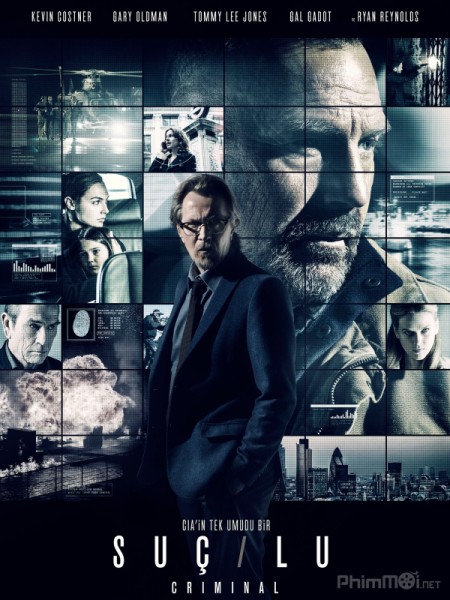 KEVIN COSTNER GARY OLDMAN TOMMY LEE JONES GAL GADOT ve RYAN REYNOLDS
CIA'İN TEK UMUDU BİR
SUÇ/LU
CRIMINAL
PHIMMOI.NET